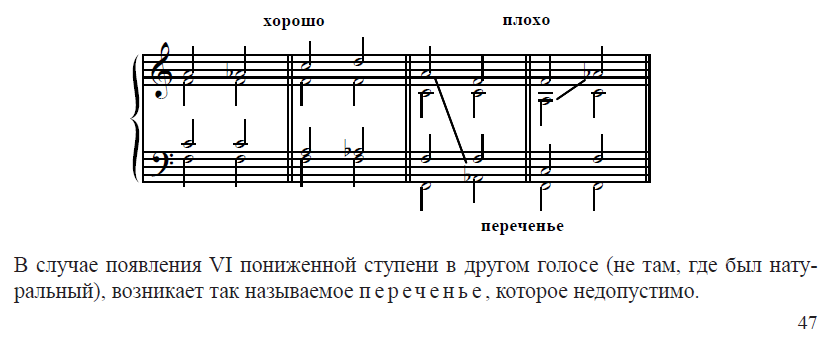 хорошо плохо
переченье
В случае появления VI пониженной ступени в другом голосе (не там, где был нату-
ральный), возникает так называемое переченье, которое недопустимо.
47